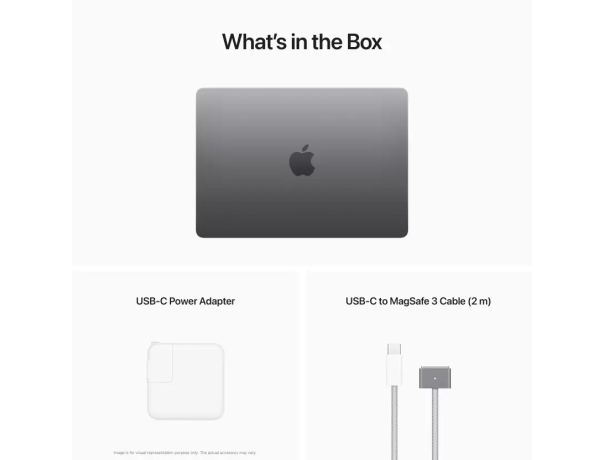 What's in the Box
USB-C Power Adapter
USB-C to MagSafe 3 Cable (2 m)
Image is for visual representation purpose only. The actual accessory may vary.